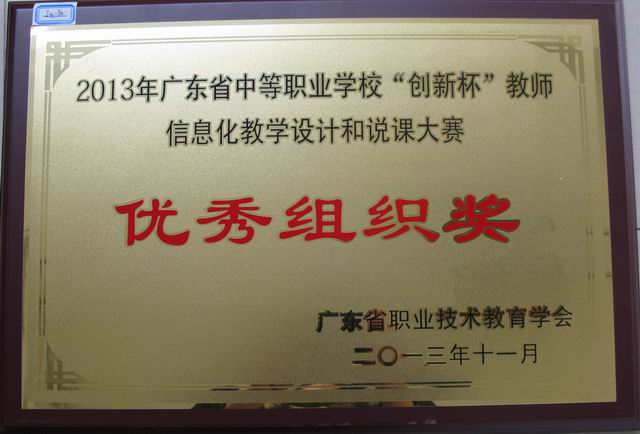 2013年广东省中等职业学校“创新杯”教师
信息化教学设计和说课大赛
优秀组织奖
广东省职业技术教育学会
二〇一三年十一月